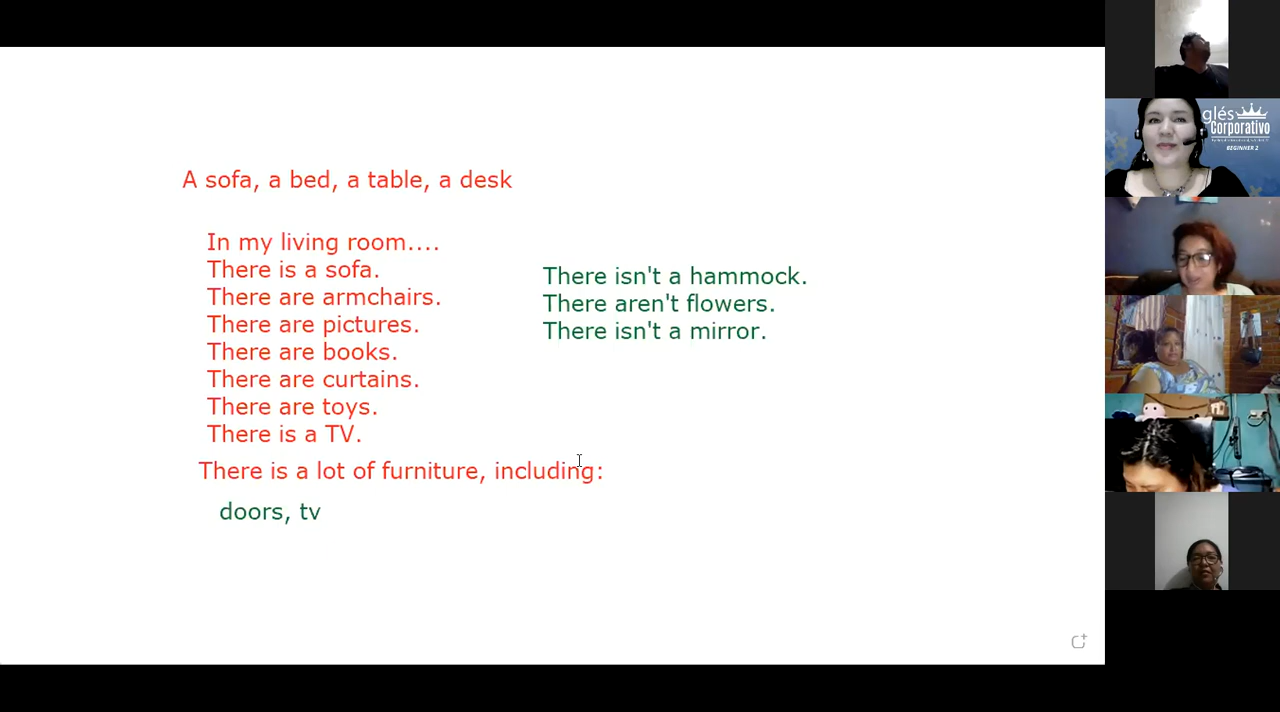 A sofa, a bed, a table, a desk
In my living room....
There is a sofa.
There are armchairs.
There are pictures.
There are books.
There are curtains.
There are toys.
There is a TV.
There is a lot of furniture, including:
doors, tv
There isn't a hammock.
There aren't flowers.
There isn't a mirror.
glés
Corporativo
BEGINNER 2